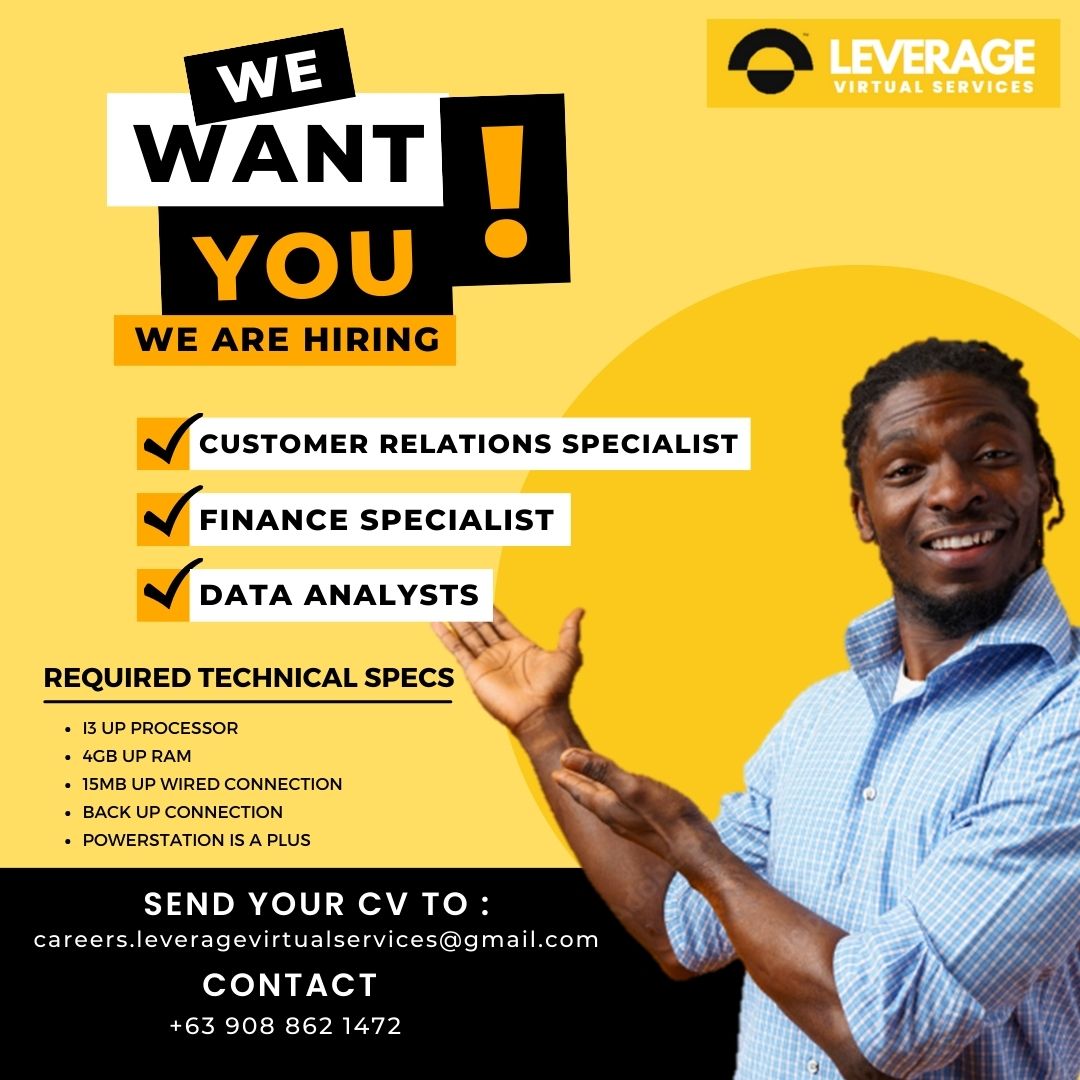 WE
WANT
YOU
!
WE ARE HIRING
LEVERAGE
VIRTUAL SERVICES
CUSTOMER RELATIONS SPECIALIST
FINANCE SPECIALIST
DATA ANALYSTS
REQUIRED TECHNICAL SPECS
• I3 UP PROCESSOR
• 4GB UP RAM
• 15MB UP WIRED CONNECTION
• BACK UP CONNECTION
• POWERSTATION IS A PLUS
SEND YOUR CV TO :
careers.leveragevirtualservices@gmail.com
CONTACT
+63 908 862 1472